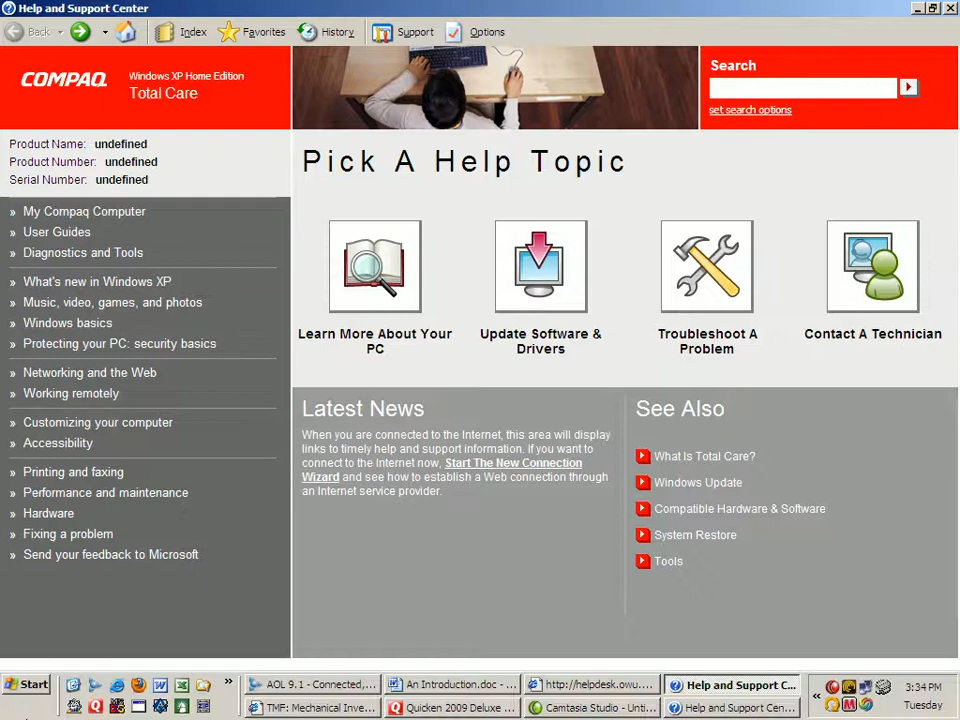 Help and Support Center
Back
Index
Favorites
History
Support
Options
COMPAQ
Windows XP Home Edition
Total Care
Search
set search options
Product Name: undefined
Product Number: undefined
Serial Number: undefined
» My Compaq Computer
» User Guides
» Diagnostics and Tools
» What's new in Windows XP
» Music, video, games, and photos
» Windows basics
» Protecting your PC: security basics
» Networking and the Web
» Working remotely
» Customizing your computer
» Accessibility
» Printing and faxing
» Performance and maintenance
» Hardware
» Fixing a problem
» Send your feedback to Microsoft
Pick A Help Topic
Learn More About Your
PC
Update Software &
Drivers
Troubleshoot A
Problem
Contact A Technician
Latest News
When you are connected to the Internet, this area will display
links to timely help and support information. If you want to
connect to the Internet now, Start The New Connection
Wizard and see how to establish a Web connection through
an Internet service provider.
See Also
What Is Total Care?
Windows Update
Compatible Hardware & Software
System Restore
Tools
Start
»
AOL 9.1 - Connected,...
An Introduction.doc - ...
http://helpdesk.owu....
Help and Support C...
TMF: Mechanical Inve...
Quicken 2009 Deluxe ...
Camtasia Studio - Unti...
Help and Support Cen...
«
3:34 PM
Tuesday